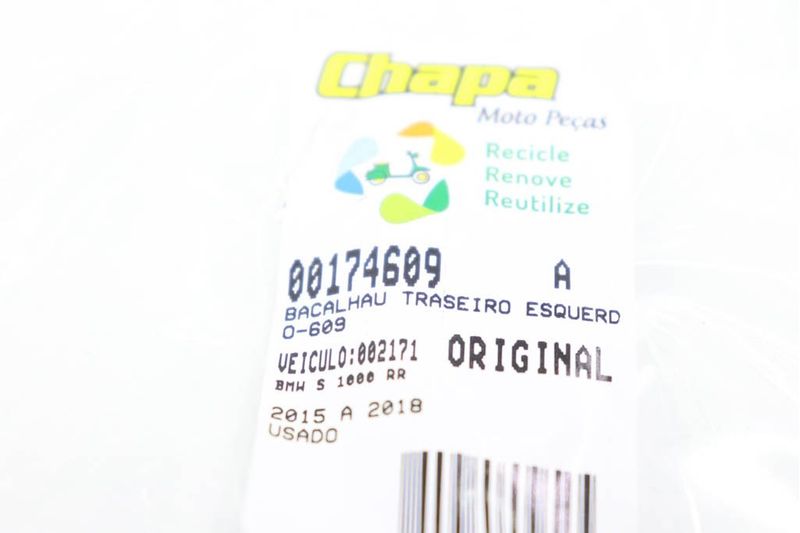 Chapa
Moto Peças
Recicle
Renove
Reutilize
00174609 A
BACALHAU TRASEIRO ESQUERD
O-609
VEICULO:002171 ORIGINAL
BMW S 1000 RR
2015 A 2018
USADO